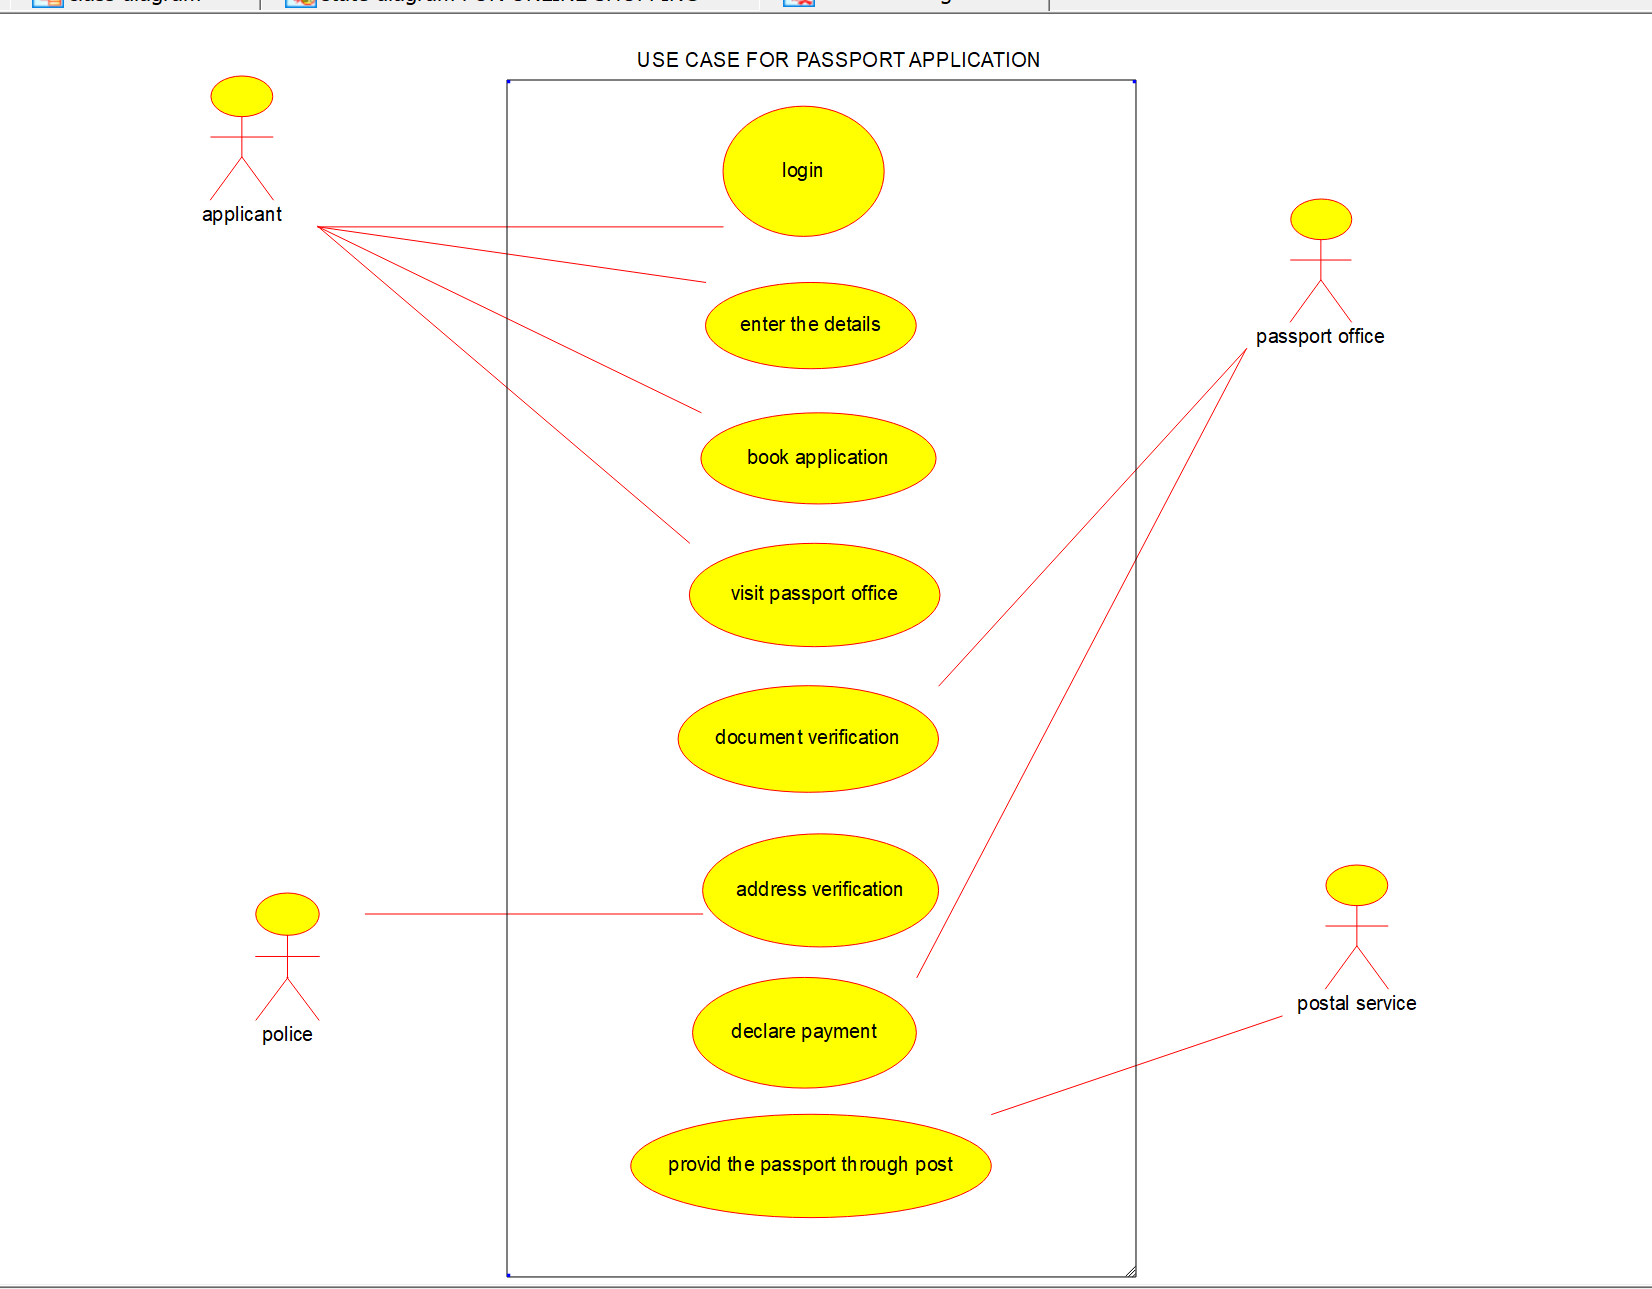 USE CASE FOR PASSPORT APPLICATION
login
applicant
enter the details
passport office
book application
visit passport office
document verification
address verification
police
declare payment
postal service
provid the passport through post